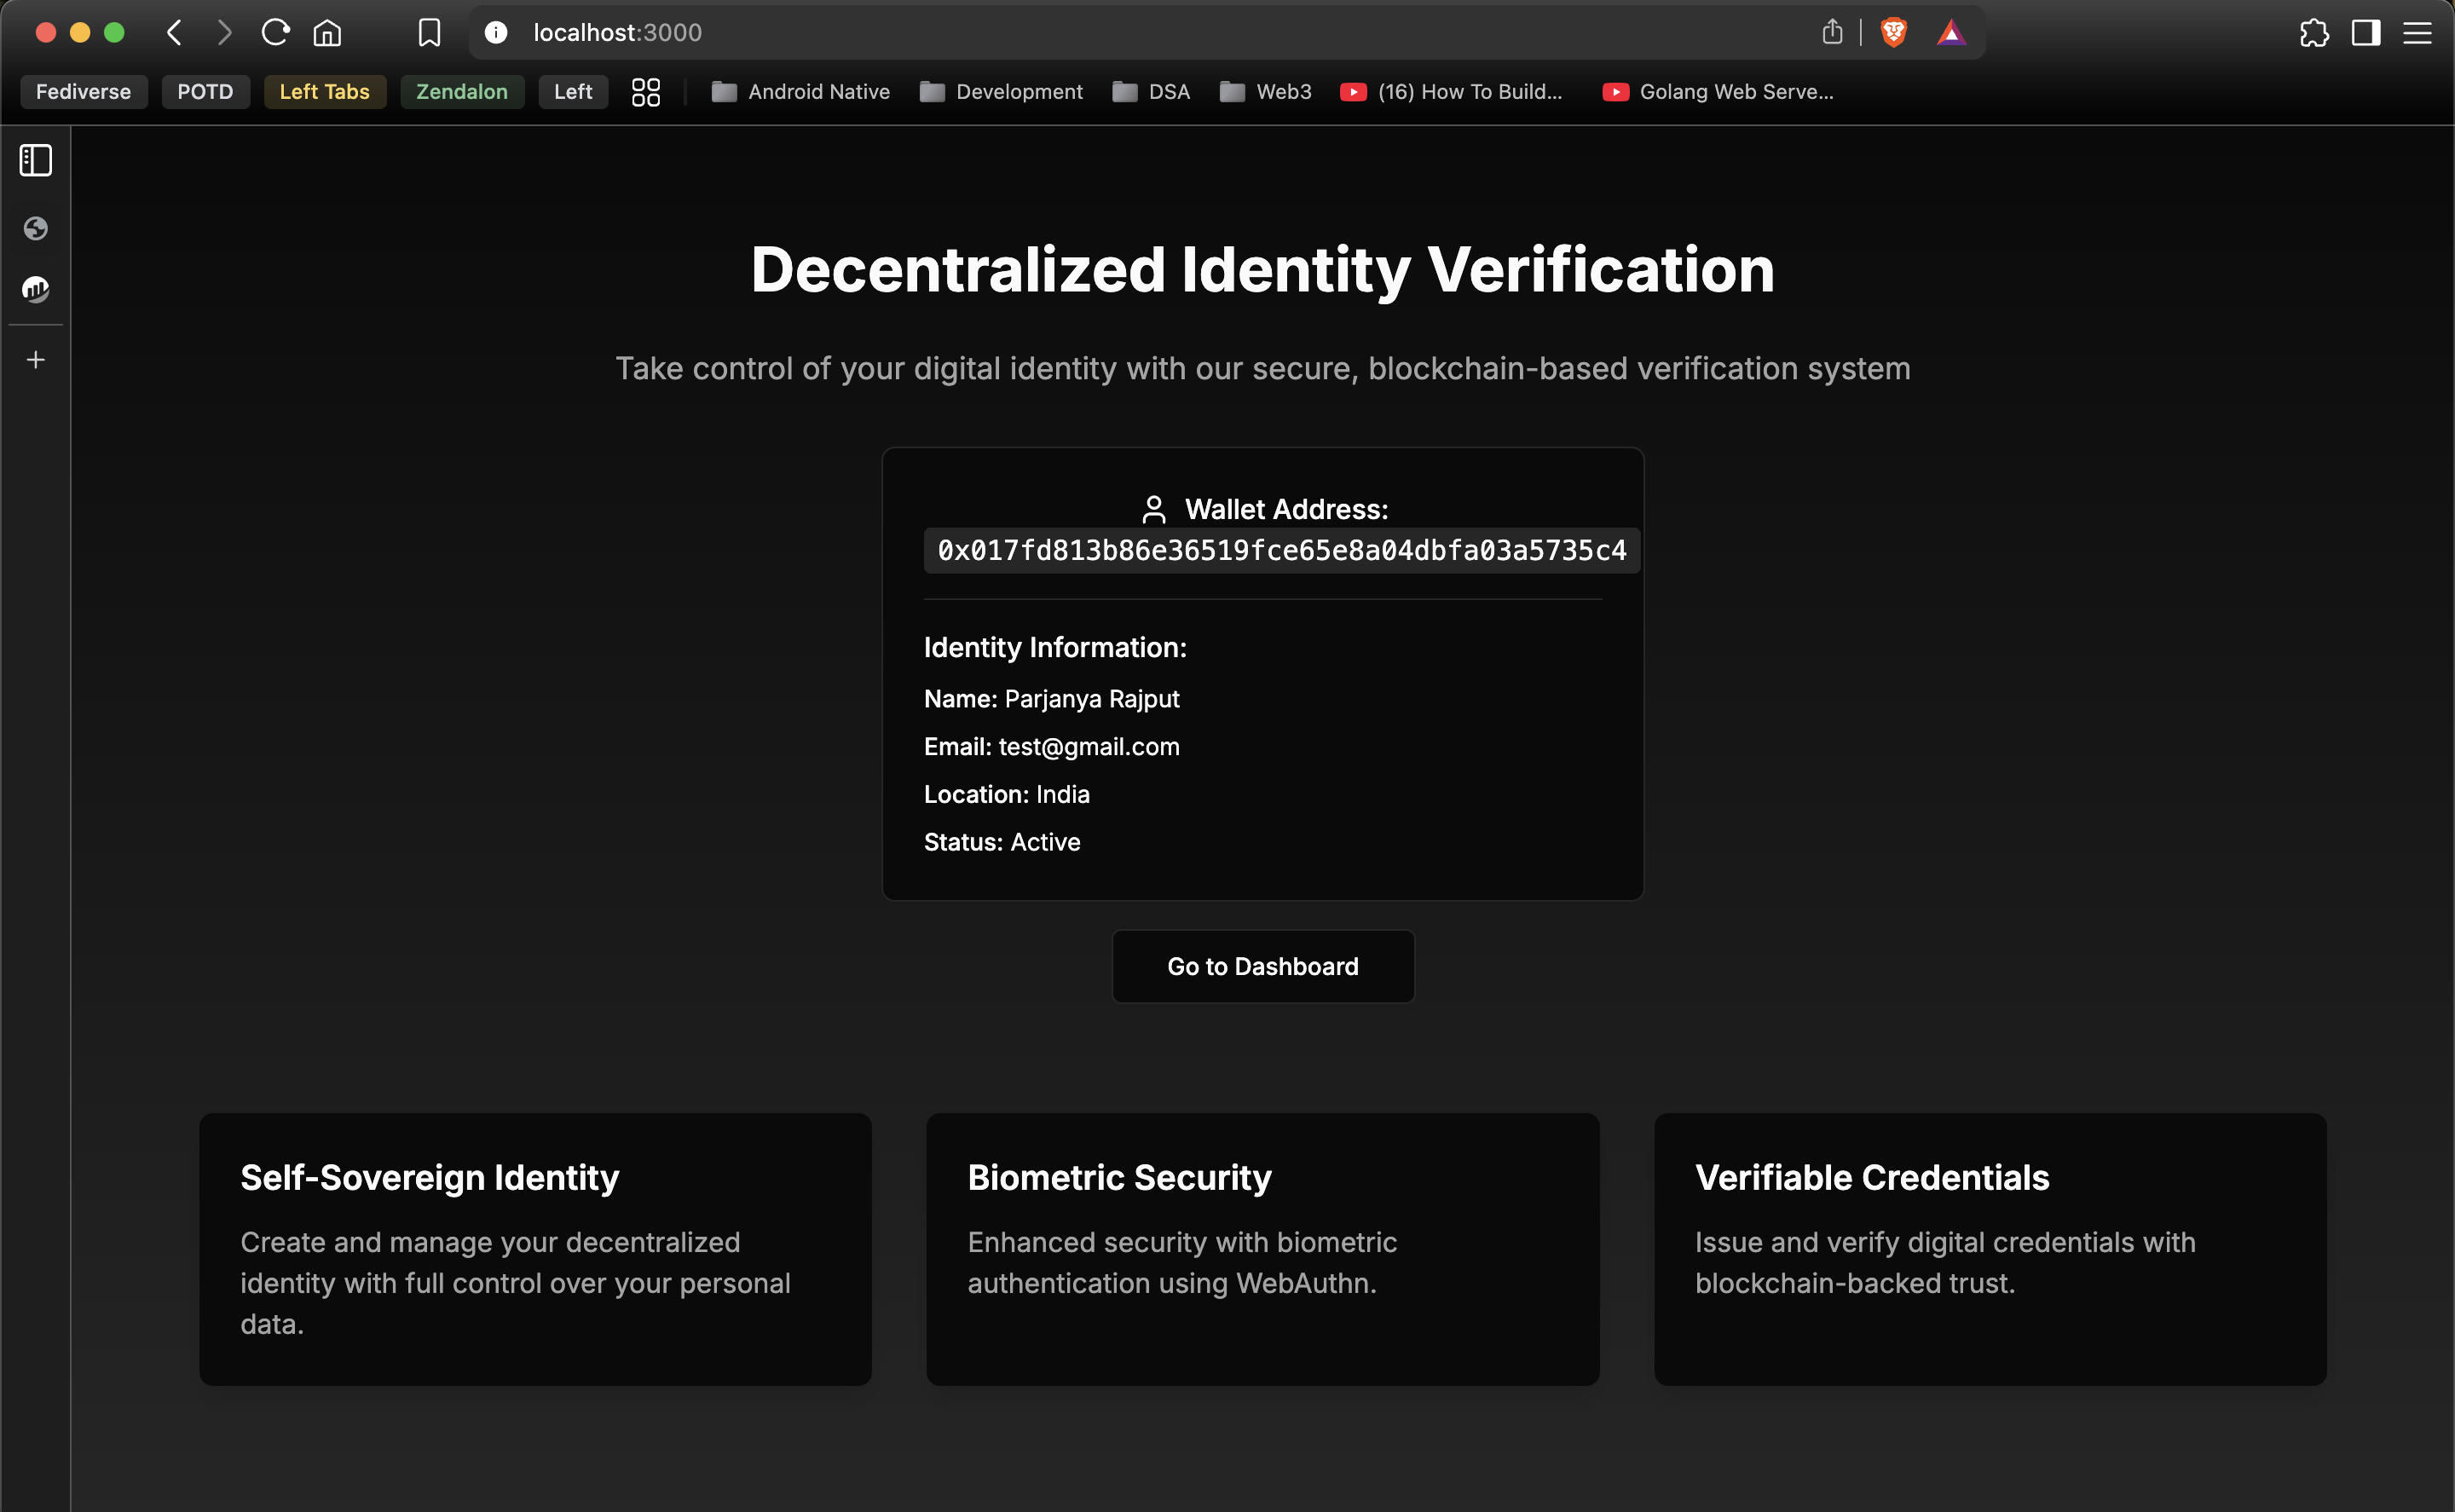 localhost:3000
Fediverse POTD Left Tabs Zendalon Left Android Native Development DSA Web3 (16) How To Build... Golang Web Serve...
Decentralized Identity Verification
Take control of your digital identity with our secure, blockchain-based verification system
Wallet Address:
0x017fd813b86e36519fce65e8a04dbfa03a5735c4
Identity Information:
Name: Parjanya Rajput
Email: test@gmail.com
Location: India
Status: Active
Go to Dashboard
Self-Sovereign Identity
Create and manage your decentralized
identity with full control over your personal
data.
Biometric Security
Enhanced security with biometric
authentication using WebAuthn.
Verifiable Credentials
Issue and verify digital credentials with
blockchain-backed trust.